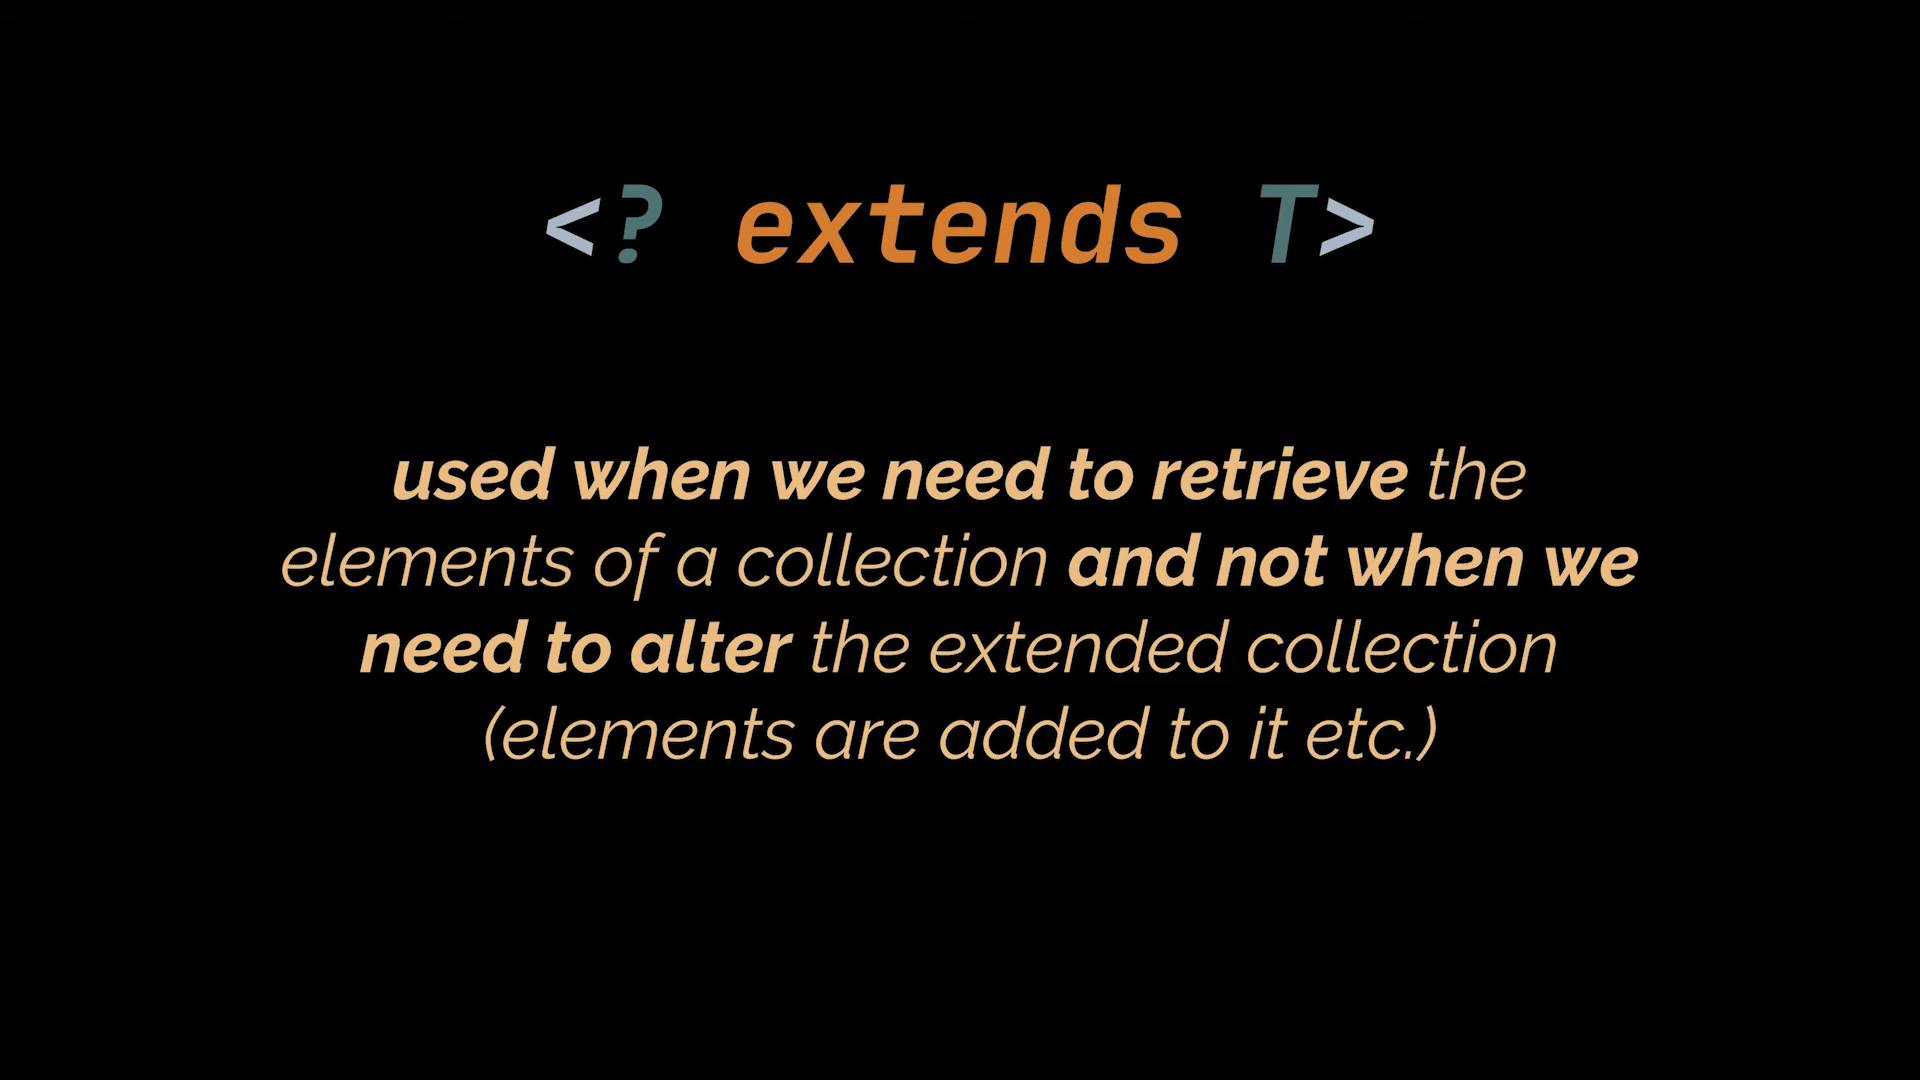 <? extends T>
used when we need to retrieve the
elements of a collection and not when we
need to alter the extended collection
(elements are added to it etc.)